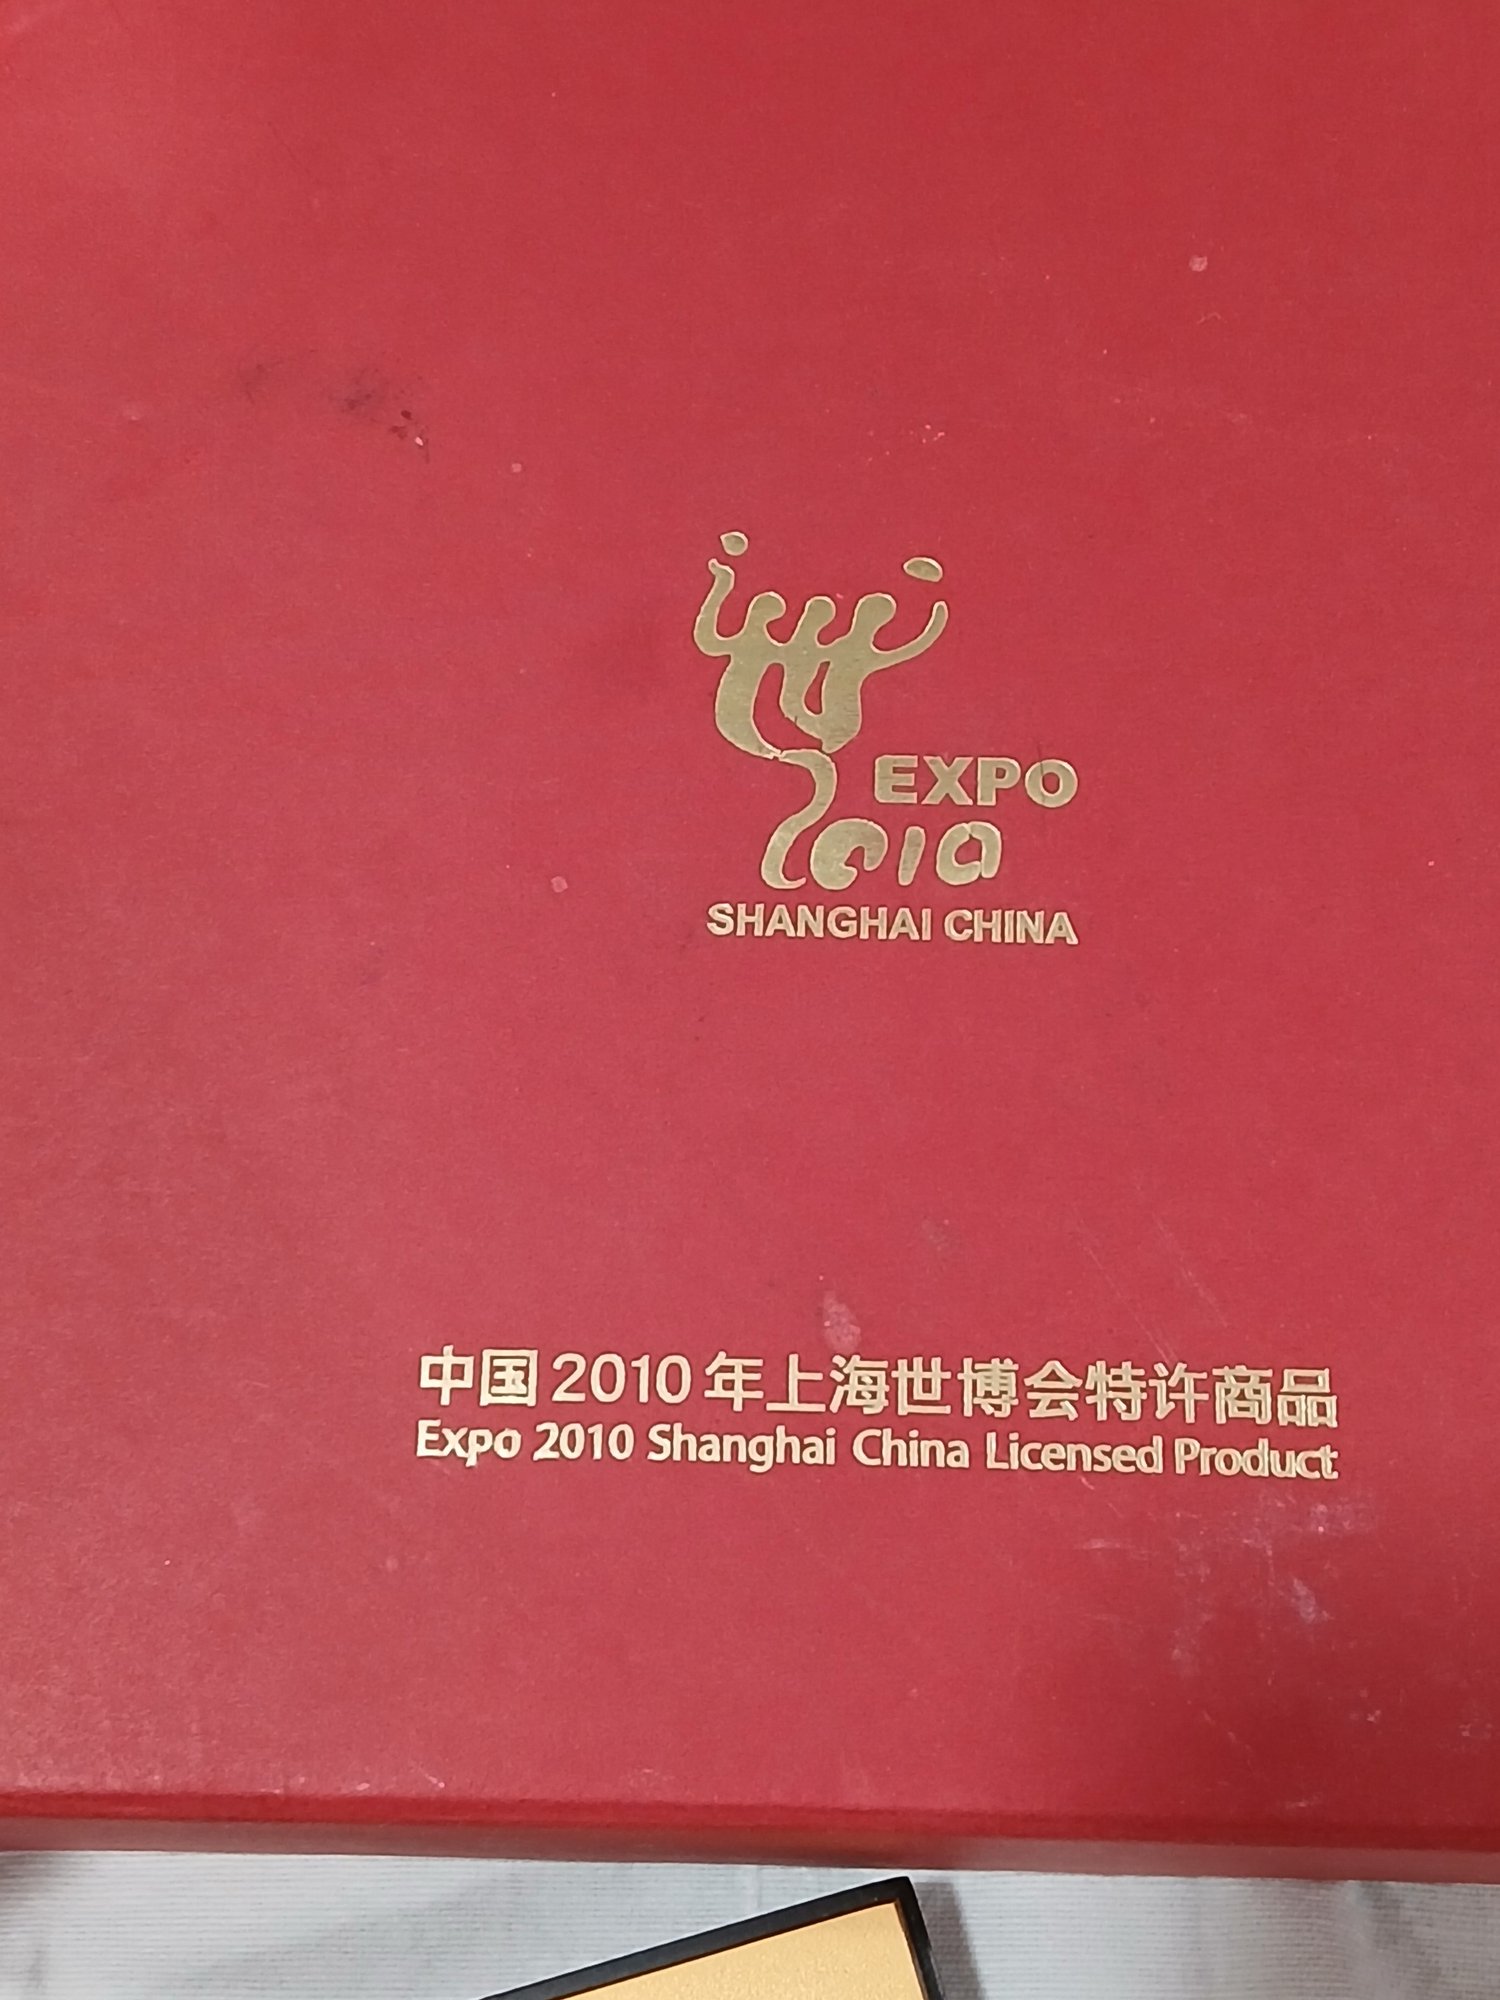 EXPO
2010
SHANGHAI CHINA
中国2010年上海世博会特许商品
Expo 2010 Shanghai China Licensed Product